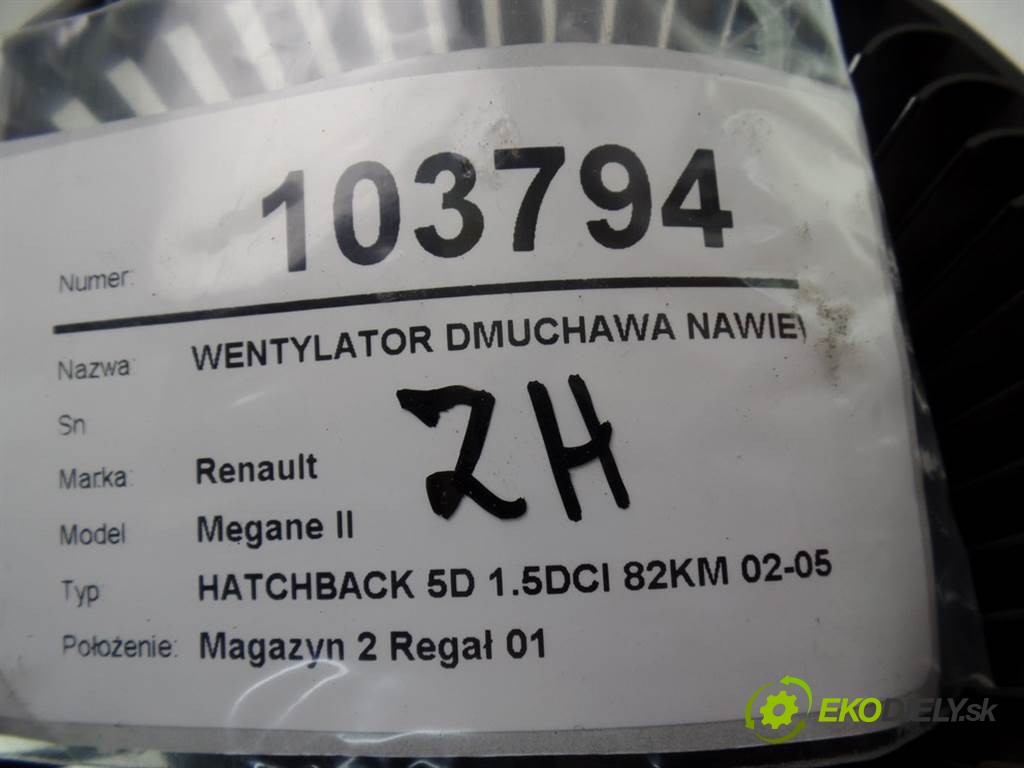 Numer: 103794
Nazwa: WENTYLATOR DMUCHAWA NAWIEW
Sn
ZH
Marka: Renault
Model Megane II
Typ HATCHBACK 5D 1.5DCI 82KM 02-05
Położenie: Magazyn 2 Regał 01
EKODIELY.sk